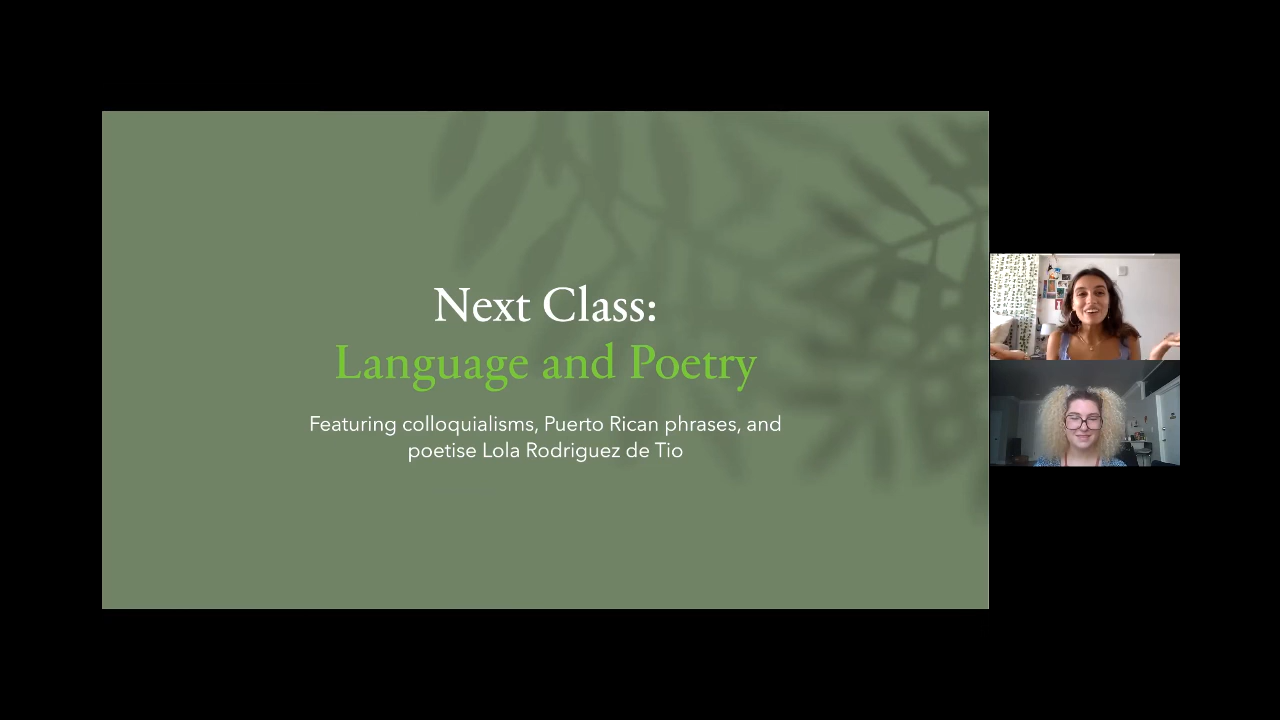 Next Class:
Language and Poetry
Featuring colloquialisms, Puerto Rican phrases, and
poetise Lola Rodriguez de Tio